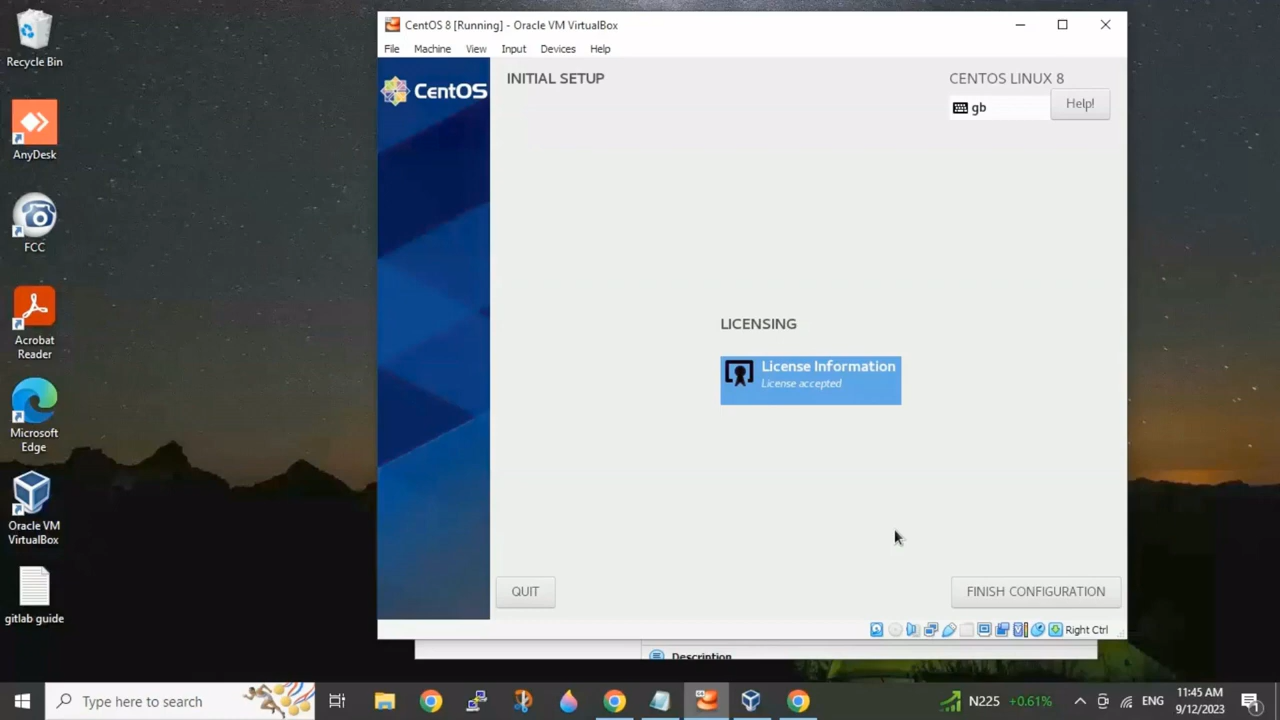 Recycle Bin
AnyDesk
FCC
Acrobat
Reader
Microsoft
Edge
Oracle VM
VirtualBox
gitlab guide
CentOS 8 [Running] - Oracle VM VirtualBox
File Machine View Input Devices Help
CentOS
INITIAL SETUP
CENTOS LINUX 8
gb
Help!
LICENSING
License Information
License accepted
QUIT
FINISH CONFIGURATION
Right Ctrl
Description
Type here to search
N225 +0.61%
ENG
11:45 AM
9/12/2023
1